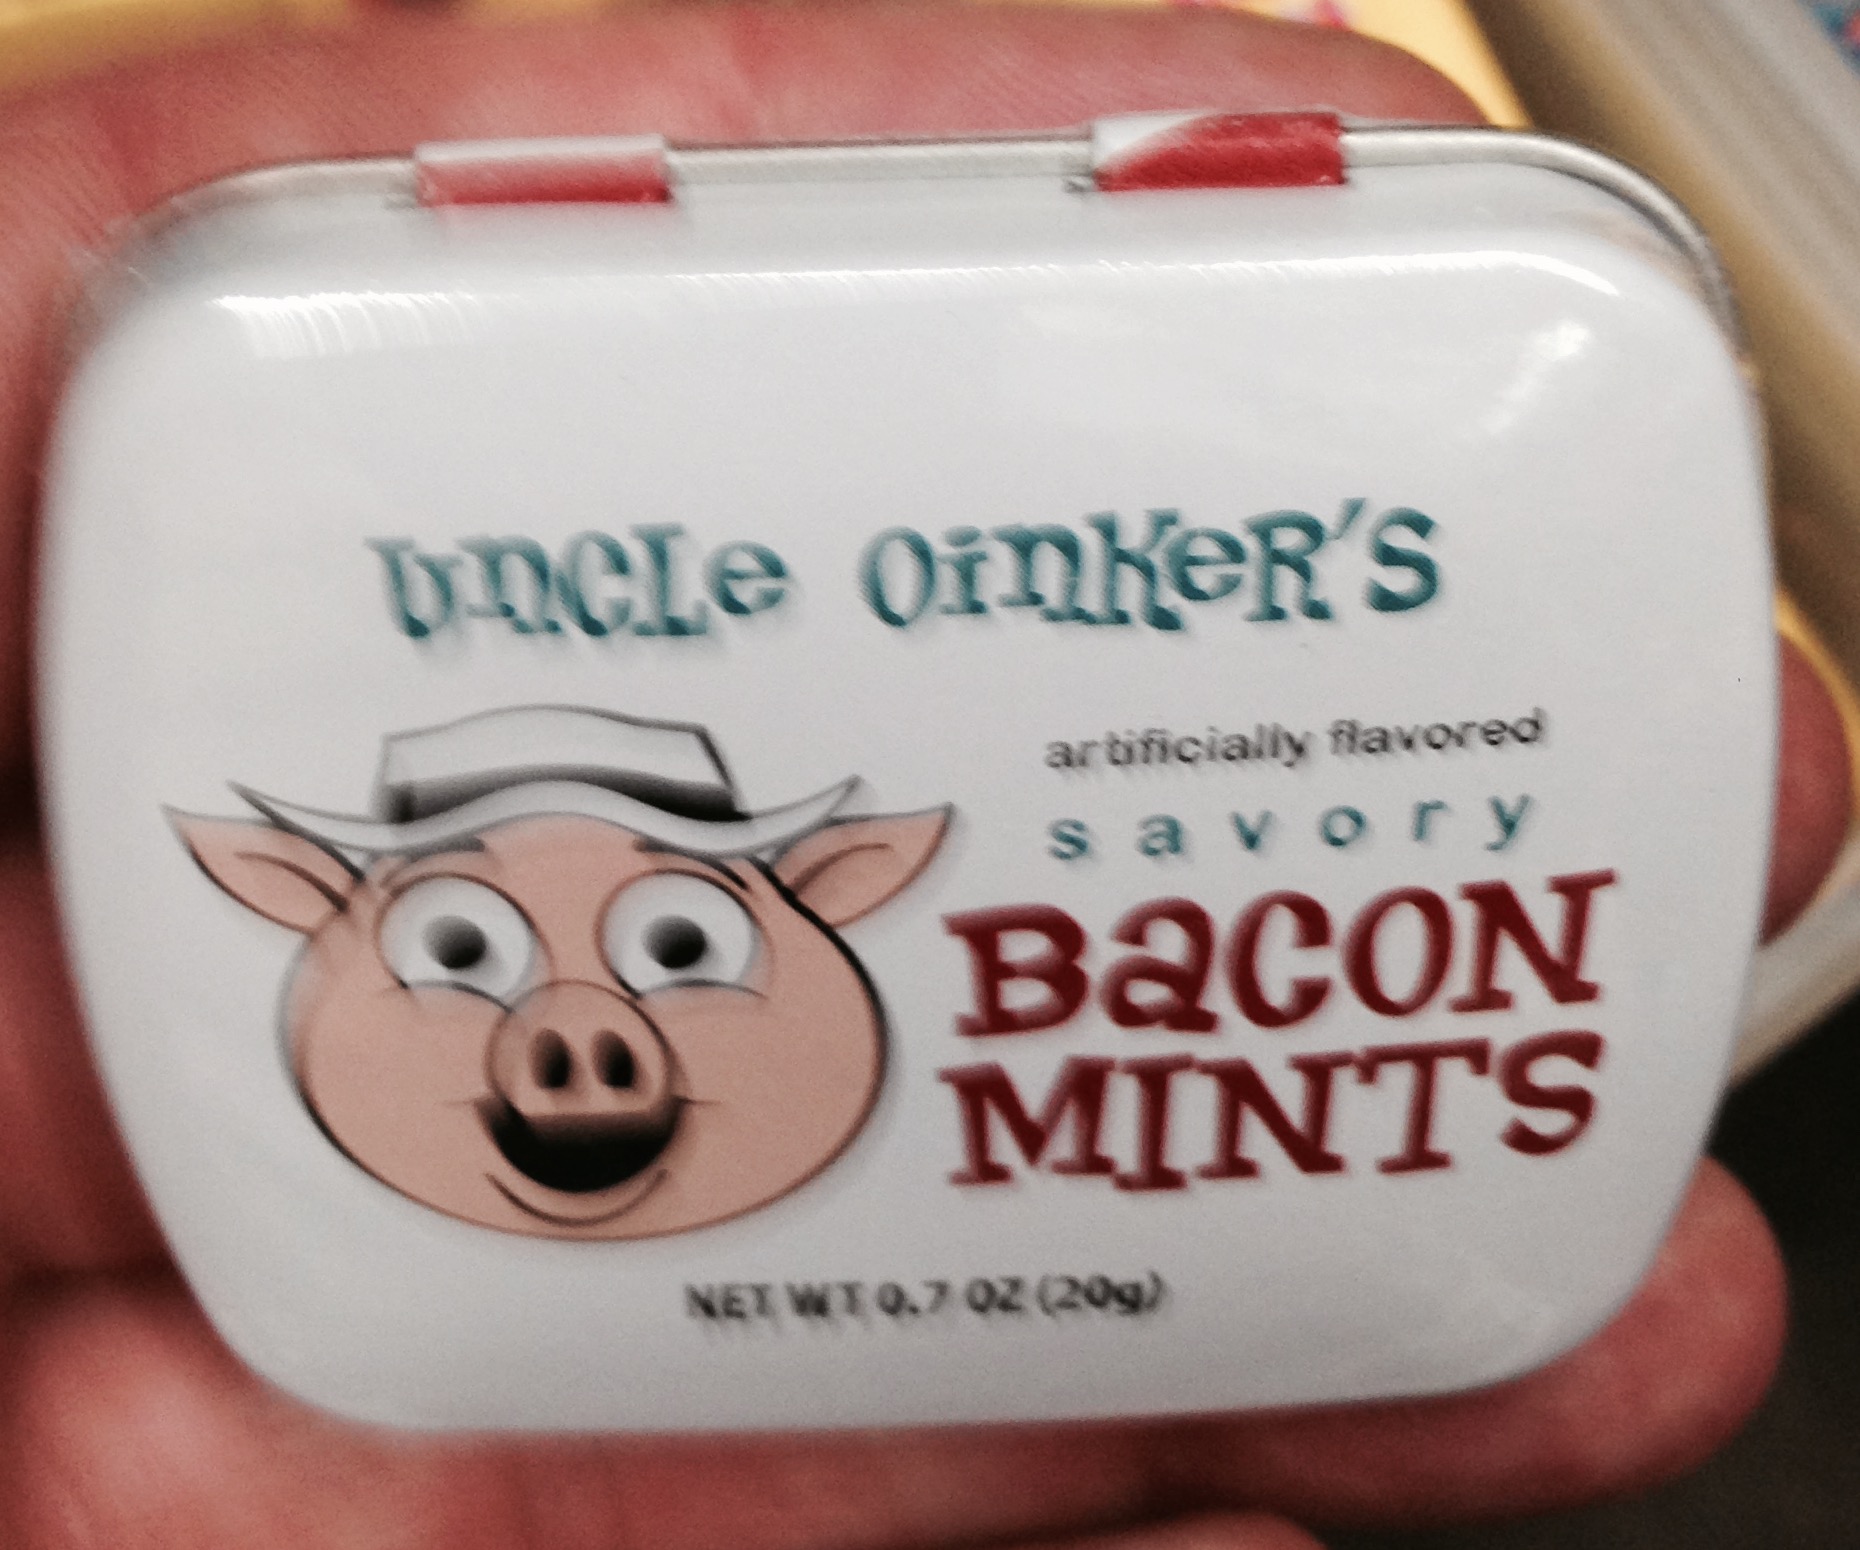 Uncle Oinker's
artificially flavored
savory
BaCON
MINTS
NET WT 0.7 OZ (20g)